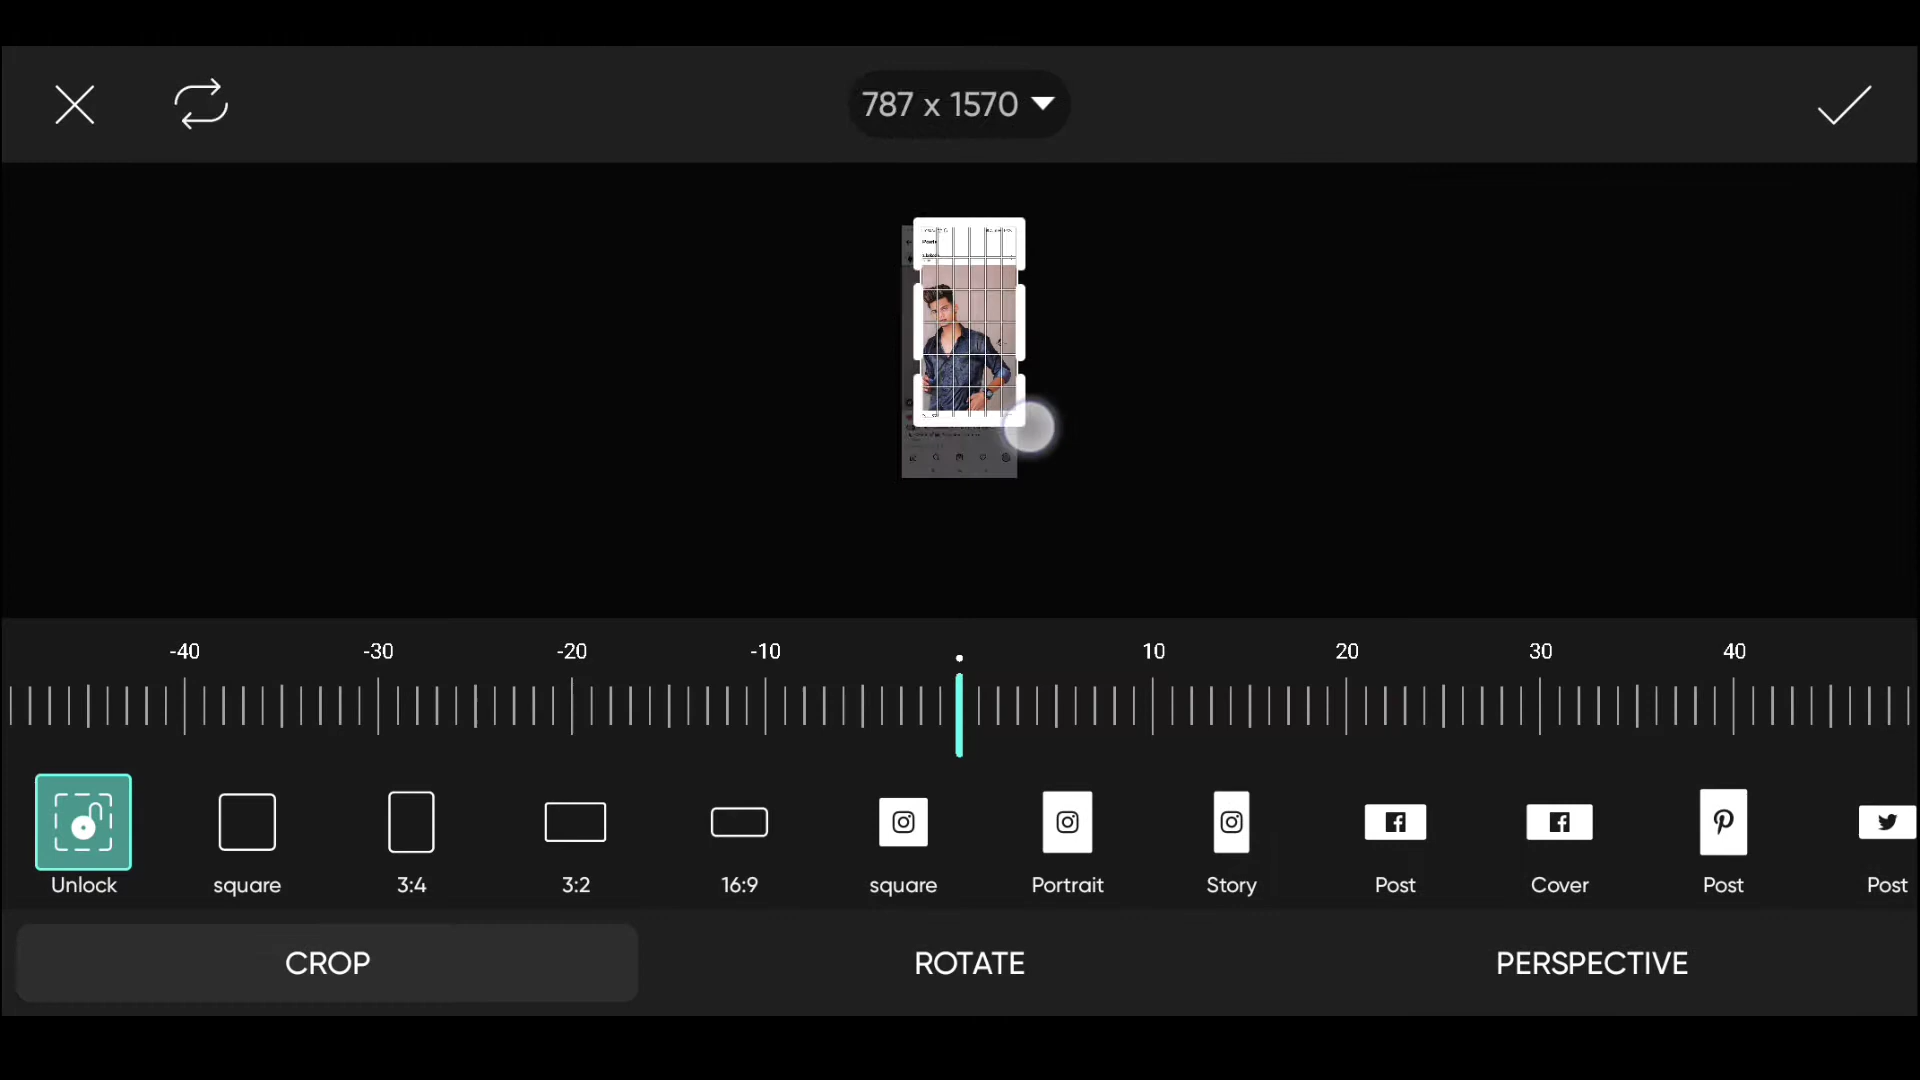 787 x 1570
Posts
-40 -30 -20 -10 10 20 30 40
Unlock square 3:4 3:2 16:9 square Portrait Story Post Cover Post Post
CROP ROTATE PERSPECTIVE